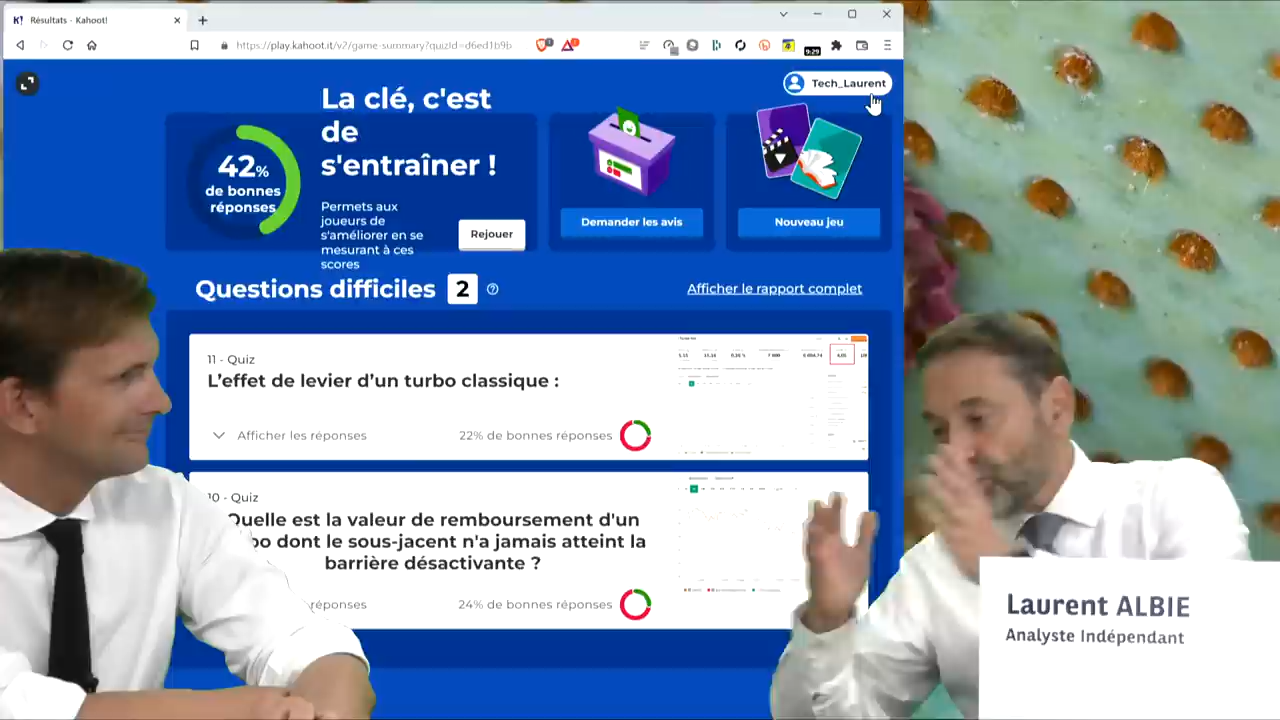 Résultats - Kahoot!
https://play.kahoot.it/v2/game-summary?quizId=d6ed1b9b
9:29
Tech_Laurent
La clé, c'est
de
s'entraîner !
42%
de bonnes
réponses
Permets aux
joueurs de
s'améliorer en se
mesurant à ces
scores
Rejouer
Demander les avis
Nouveau jeu
Questions difficiles 2
Afficher le rapport complet
11 - Quiz
L'effet de levier d'un turbo classique :
Afficher les réponses
22% de bonnes réponses
10 - Quiz
Quelle est la valeur de remboursement d'un
dont le sous-jacent n'a jamais atteint la
barrière désactivante ?
réponses
24% de bonnes réponses
Laurent ALBIE
Analyste Indépendant